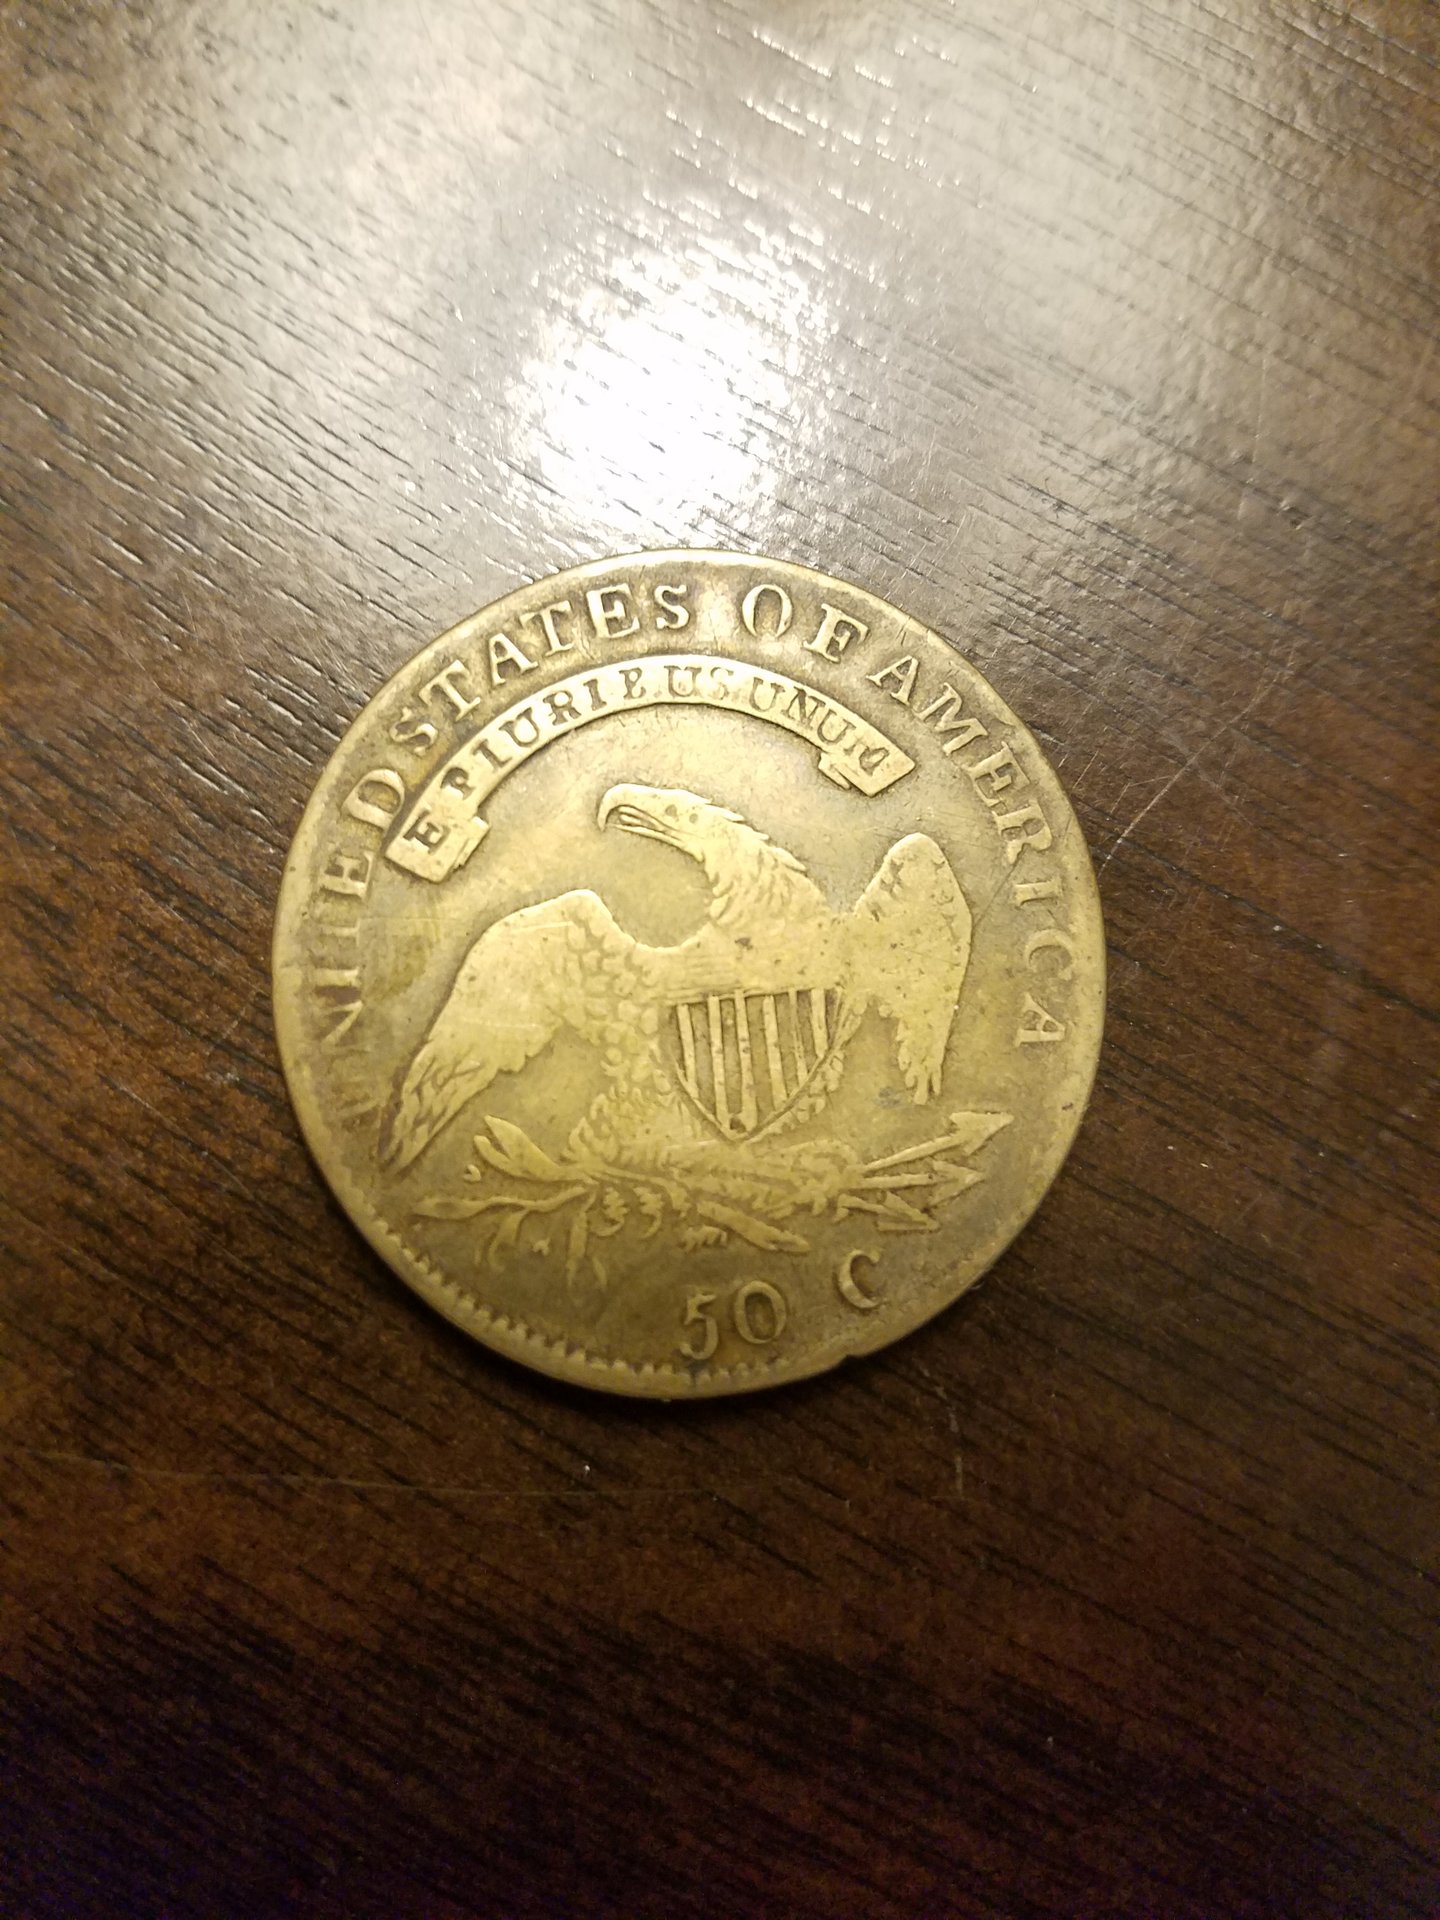 UNITED STATES OF AMERICA
E PLURIBUS UNUM
50 C